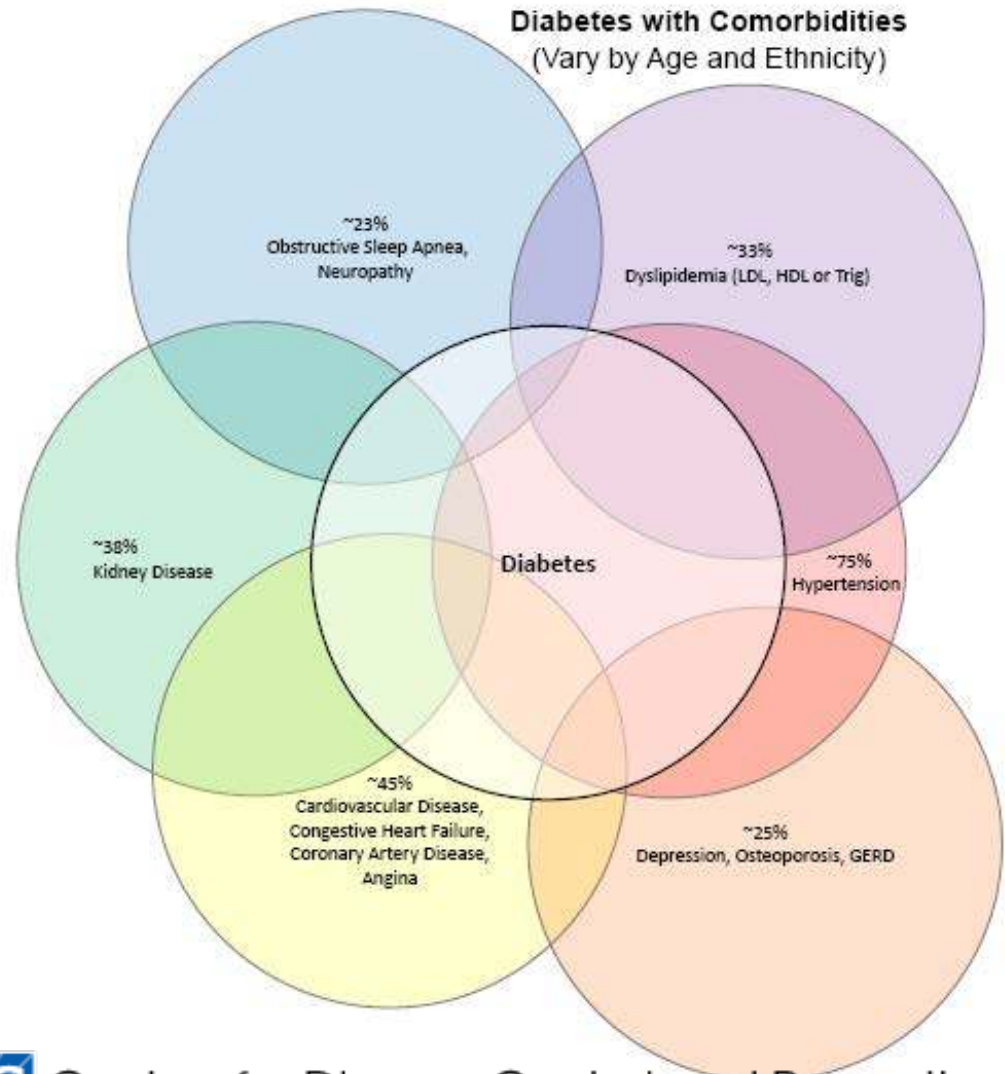 Diabetes with Comorbidities
(Vary by Age and Ethnicity)
~23%
Obstructive Sleep Apnea,
Neuropathy
~33%
Dyslipidemia (LDL, HDL or Trig)
~38%
Kidney Disease
Diabetes
~75%
Hypertension
~45%
Cardiovascular Disease,
Congestive Heart Failure,
Coronary Artery Disease,
Angina
~25%
Depression, Osteoporosis, GERD